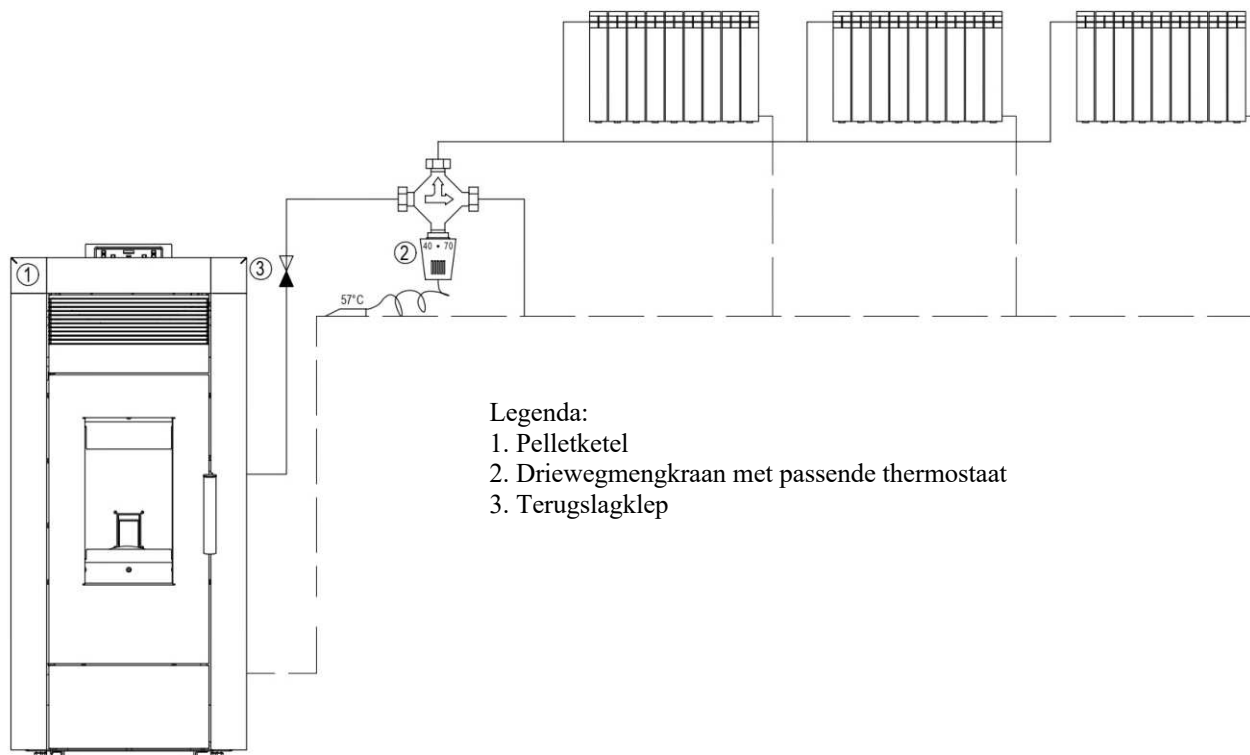 1
3
2
40 • 70
57°C
Legenda:
1. Pelletketel
2. Driewegmengkraan met passende thermostaat
3. Terugslagklep